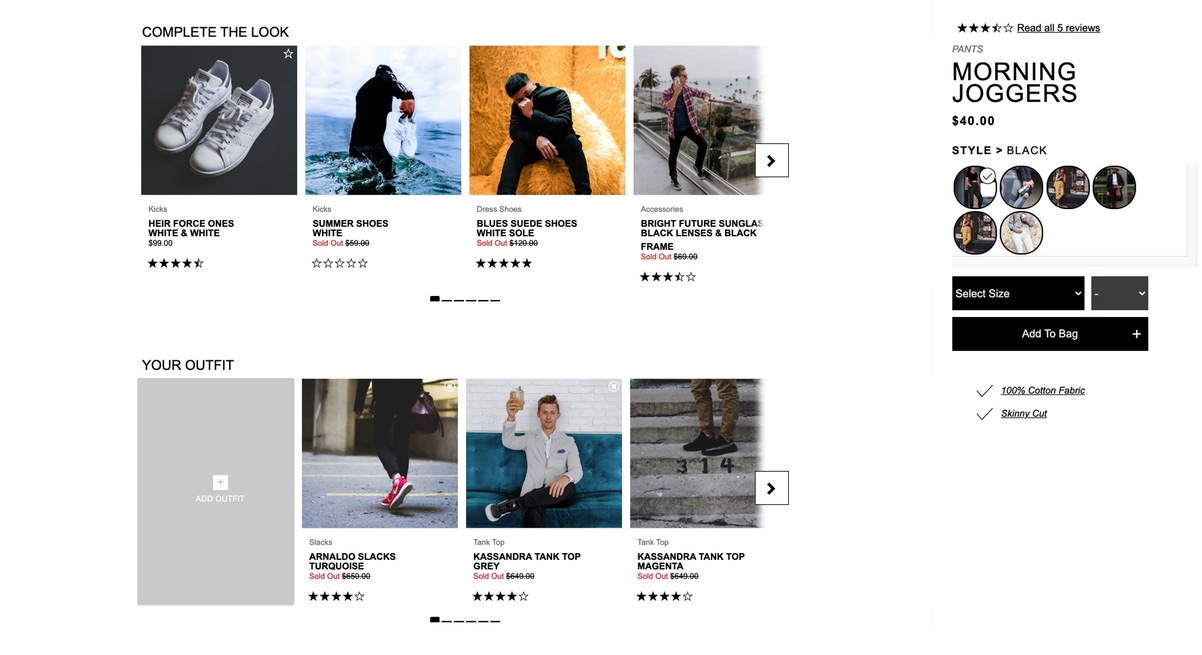 COMPLETE THE LOOK
Kicks
HEIR FORCE ONES
WHITE & WHITE
$99.00
Kicks
SUMMER SHOES
WHITE
Sold Out $59.00
Dress Shoes
BLUES SUEDE SHOES
WHITE SOLE
Sold Out $120.00
Accessories
BRIGHT FUTURE SUNGLAS
BLACK LENSES & BLACK
FRAME
Sold Out $69.00
YOUR OUTFIT
+
ADD OUTFIT
Slacks
ARNALDO SLACKS
TURQUOISE
Sold Out $650.00
Tank Top
KASSANDRA TANK TOP
GREY
Sold Out $649.00
314
Tank Top
KASSANDRA TANK TOP
MAGENTA
Sold Out $649.00
Read all 5 reviews
PANTS
MORNING
JOGGERS
$40.00
STYLE > BLACK
Select Size
-
Add To Bag +
100% Cotton Fabric
Skinny Cut